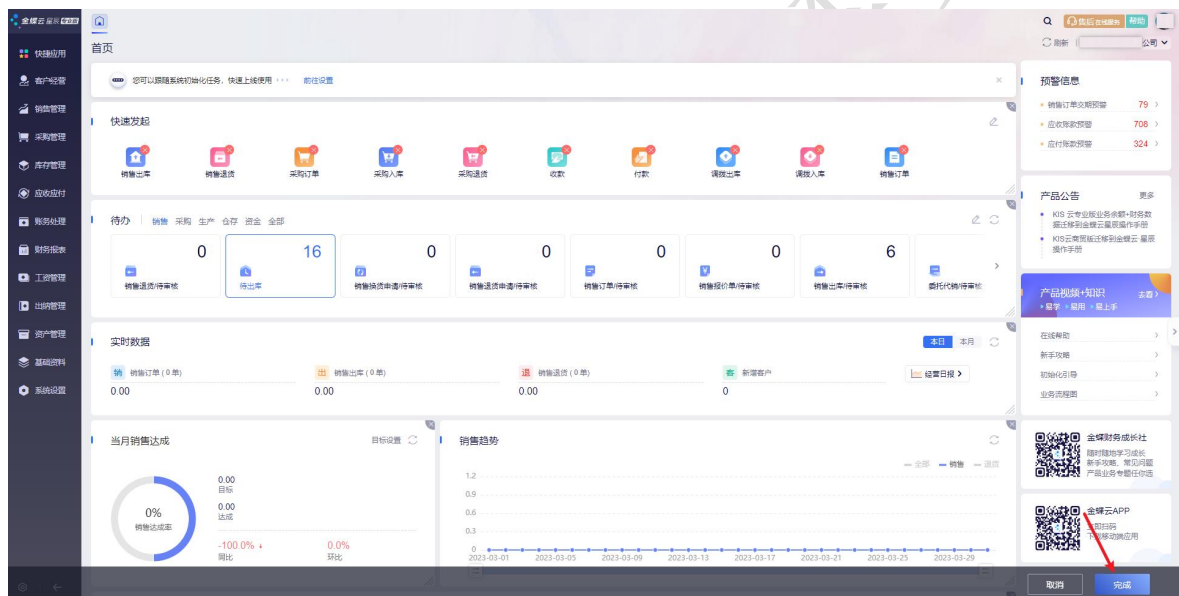 金蝶云星辰 专业版
售后在线服务 帮助
首页
刷新 公司
快捷应用
客户经营
销售管理
采购管理
库存管理
应收应付
账务处理
财务报表
工资管理
出纳管理
资产管理
基础资料
系统设置
您可以跟随系统初始化任务，快速上线使用 前往设置
快速发起
销售出库 销售退货 采购订单 采购入库 采购退货 收款 付款 调拨出库 调拨入库 销售订单
待办 销售 采购 生产 仓存 资金 全部
0 16 0 0 0 0 6
销售退货/待审核 待出库 销售换货申请/待审核 销售退货申请/待审核 销售订单/待审核 销售报价单/待审核 销售出库/待审核 委托代销/待审核
实时数据 本日 本月
销 销售订单 (0 单) 出 销售出库 (0 单) 退 销售退货 (0 单) 客 新增客户 经营日报
0.00 0.00 0.00 0
当月销售达成 目标设置
0.00
目标
0.00
达成
0%
销售达成率
-100.0% 0.0%
同比 环比
销售趋势
全部 销售 退货
1.2
0.9
0.6
0.3
0
2023-03-01 2023-03-05 2023-03-09 2023-03-13 2023-03-17 2023-03-21 2023-03-25 2023-03-29
预警信息
销售订单交期预警 79
应收账款预警 708
应付账款预警 324
产品公告 更多
KIS 云专业版业务余额+财务数
据迁移到金蝶云星辰操作手册
KIS云商贸版迁移到金蝶云·星辰
操作手册
产品视频+知识 去看
易学 易用 易上手
在线帮助
新手攻略
初始化引导
业务流程图
金蝶财务成长社
随时随地学习成长
新手攻略、常见问题
产品业务专题任你选
金蝶云APP
立即扫码
下载移动端应用
取消 完成